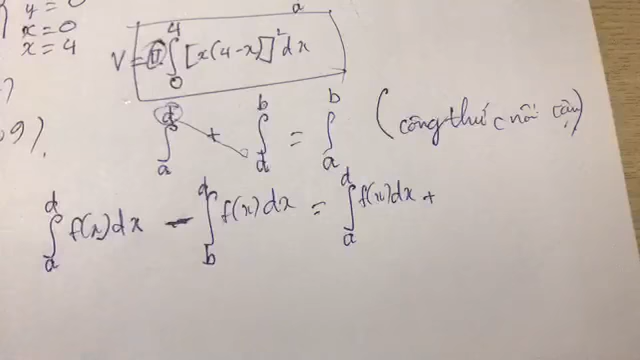 y = 0
x = 0
x = 4
a
V = π ∫₀⁴ [x(4-x)]² dx
?
09).
∫ₐᵈ + ∫_d^b = ∫ₐᵇ (công thức nối cận)
∫ₐᵈ f(x)dx - ∫_b^d f(x)dx = ∫ₐᵈ f(x)dx +